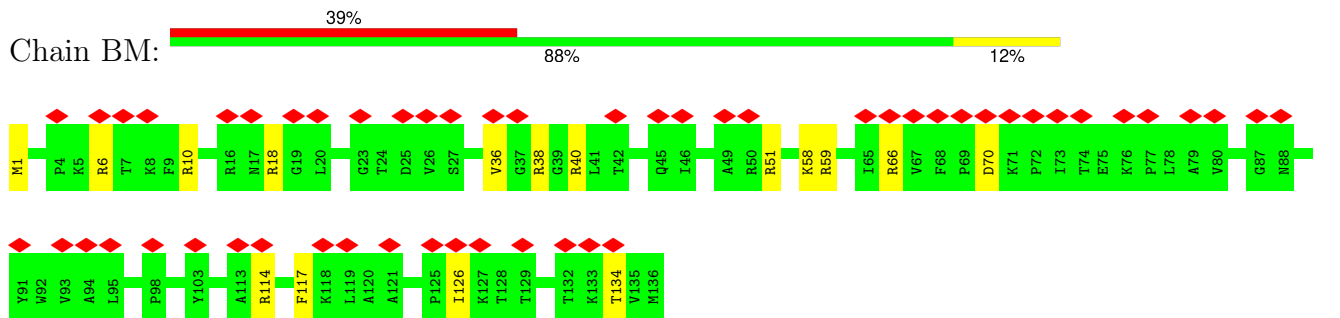 39%
Chain BM:
88% 12%
M1 P4 K5 R6 T7 K8 F9 R10 R16 N17 R18 G19 L20 G23 T24 D25 V26 S27 V36 G37 R38 G39 R40 L41 T42 Q45 I46 A49 R50 R51 K58 R59 I65 R66 V67 F68 P69 D70 K71 P72 I73 T74 E75 K76 P77 L78 A79 V80 G87 N88
Y91 W92 V93 A94 L95 P98 Y103 A113 R114 F117 K118 L119 A120 A121 P125 I126 K127 T128 T129 T132 K133 T134 V135 M136